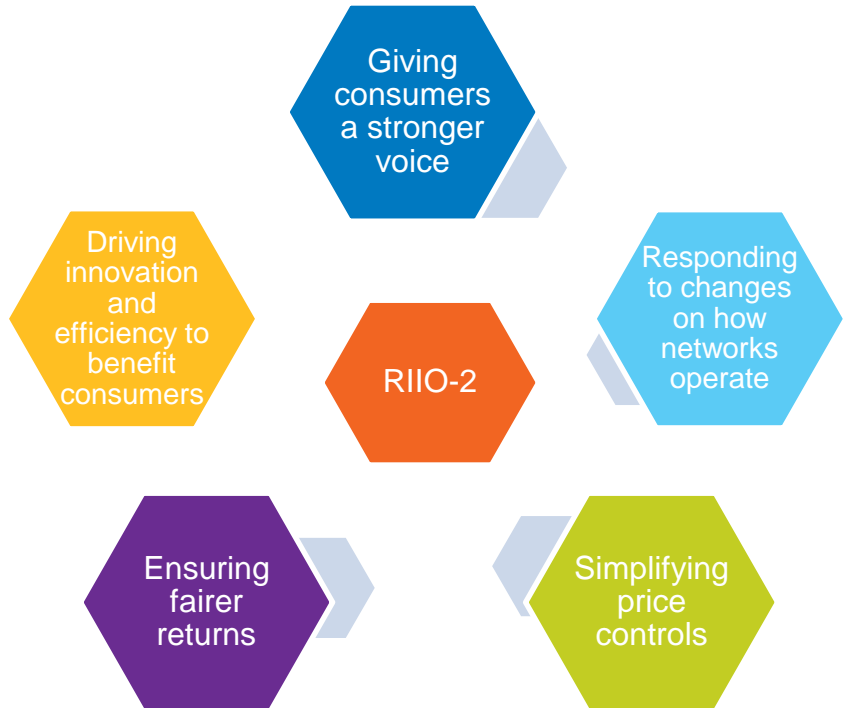 Giving
consumers
a stronger
voice
Driving
innovation
and
efficiency to
benefit
consumers
Responding
to changes
on how
networks
operate
RIIO-2
Ensuring
fairer
returns
Simplifying
price
controls